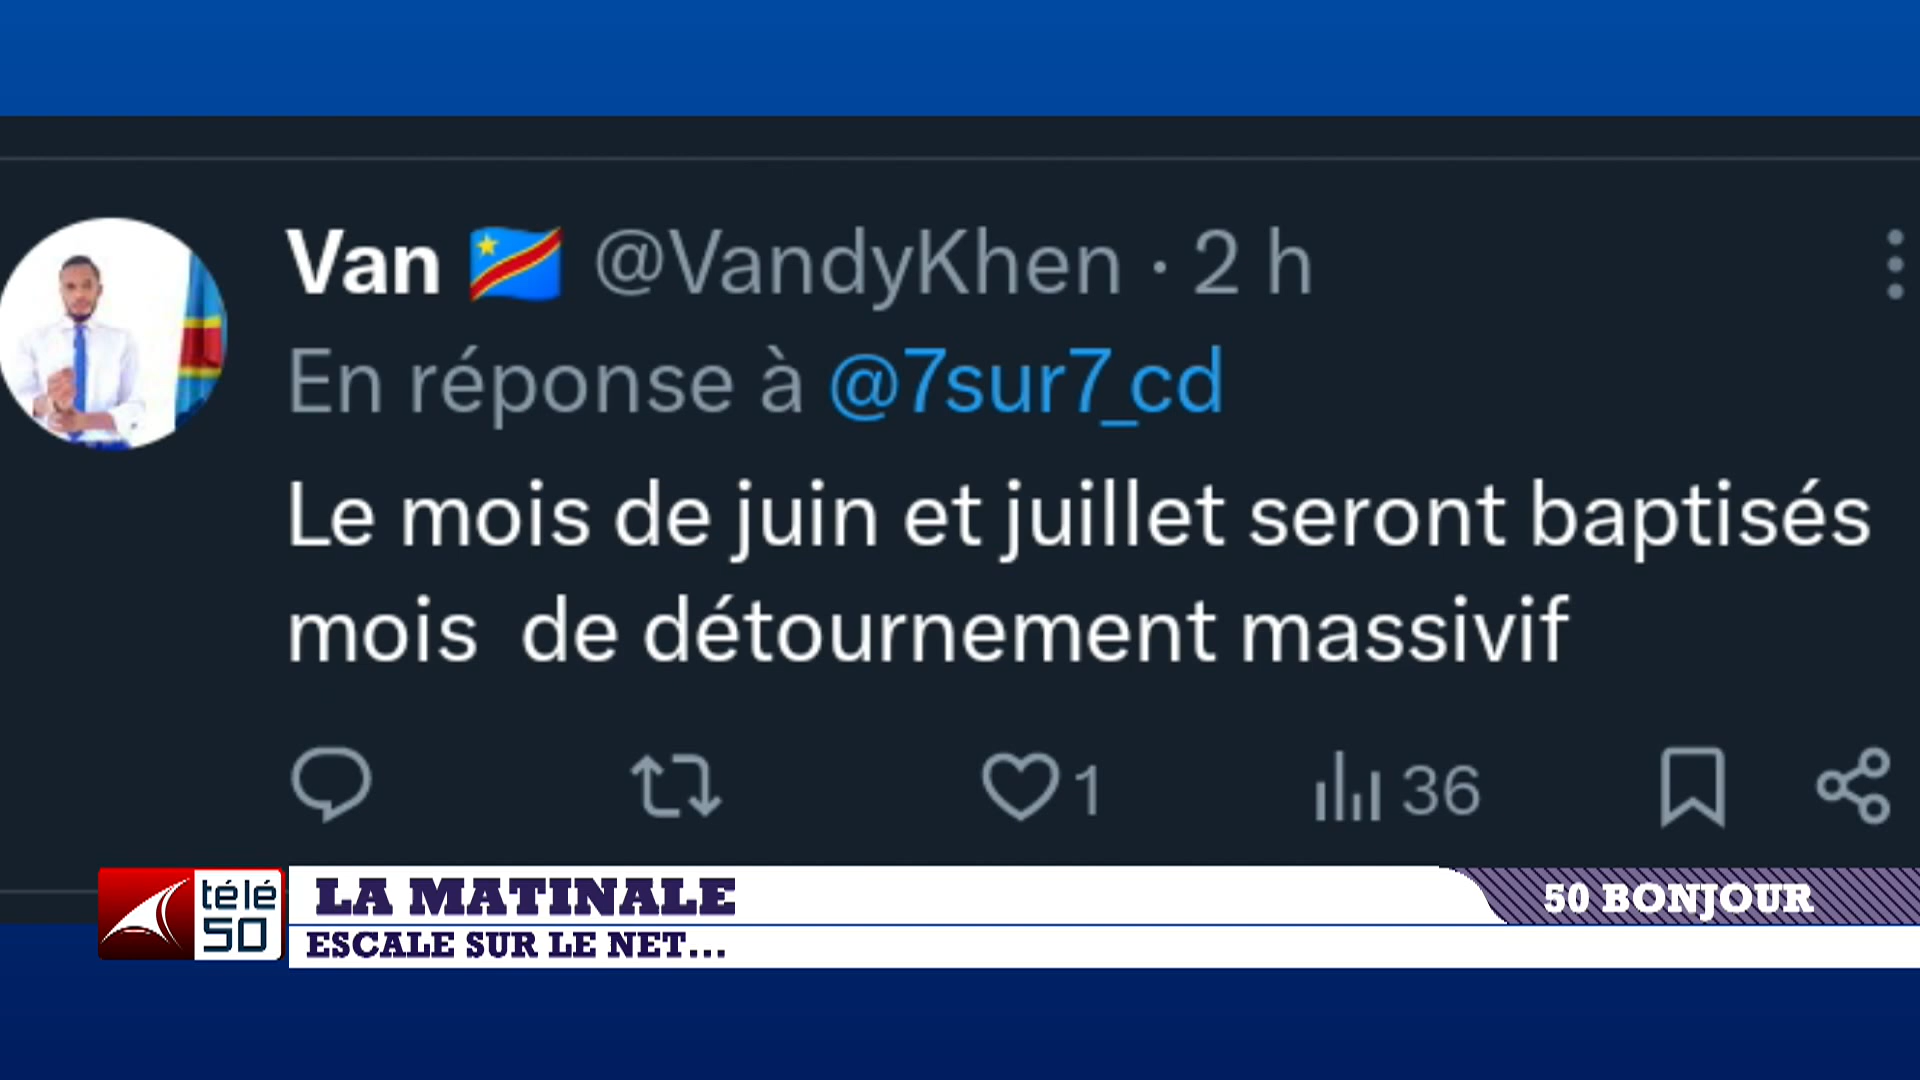 Van 🇨🇩 @VandyKhen · 2 h
En réponse à @7sur7_cd
Le mois de juin et juillet seront baptisés
mois  de détournement massivif
1
36
télé
50
LA MATINALE
50 BONJOUR
ESCALE SUR LE NET...